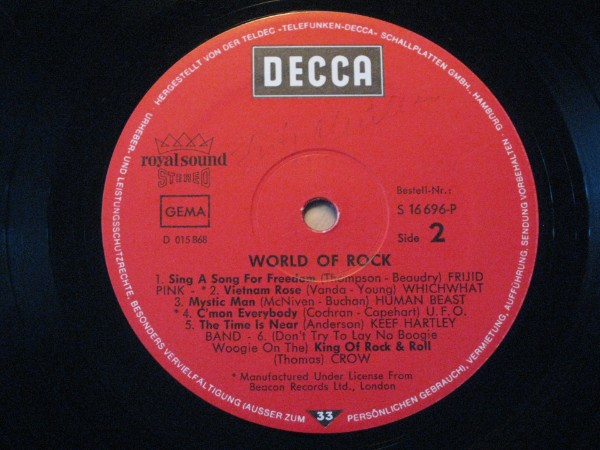 HERGESTELLT VON DER TELDEC »TELEFUNKEN-DECCA« SCHALLPLATTEN GMBH., HAMBURG · SENDUNG VORBEHALTEN
URHEBER- UND LEISTUNGSSCHUTZRECHTE, BESONDERS VERVIELFÄLTIGUNG (AUSSER ZUM PERSÖNLICHEN GEBRAUCH), VERMIETUNG, AUFFÜHRUNG,
DECCA
royal sound
STEREO
GEMA
D 015 868
Bestell-Nr.:
S 16 696-P
Side 2
WORLD OF ROCK
1. Sing A Song For Freedom (Thompson - Beaudry) FRIJID
PINK - *2. Vietnam Rose (Vanda - Young) WHICHWHAT
3. Mystic Man (McNiven - Buchan) HUMAN BEAST
* 4. C'mon Everybody (Cochran - Capehart) U. F. O.
5. The Time Is Near (Anderson) KEEF HARTLEY
BAND - 6. (Don't Try To Lay No Boogie
Woogie On The) King Of Rock & Roll
(Thomas) CROW
* Manufactured Under License From
Beacon Records Ltd., London
33